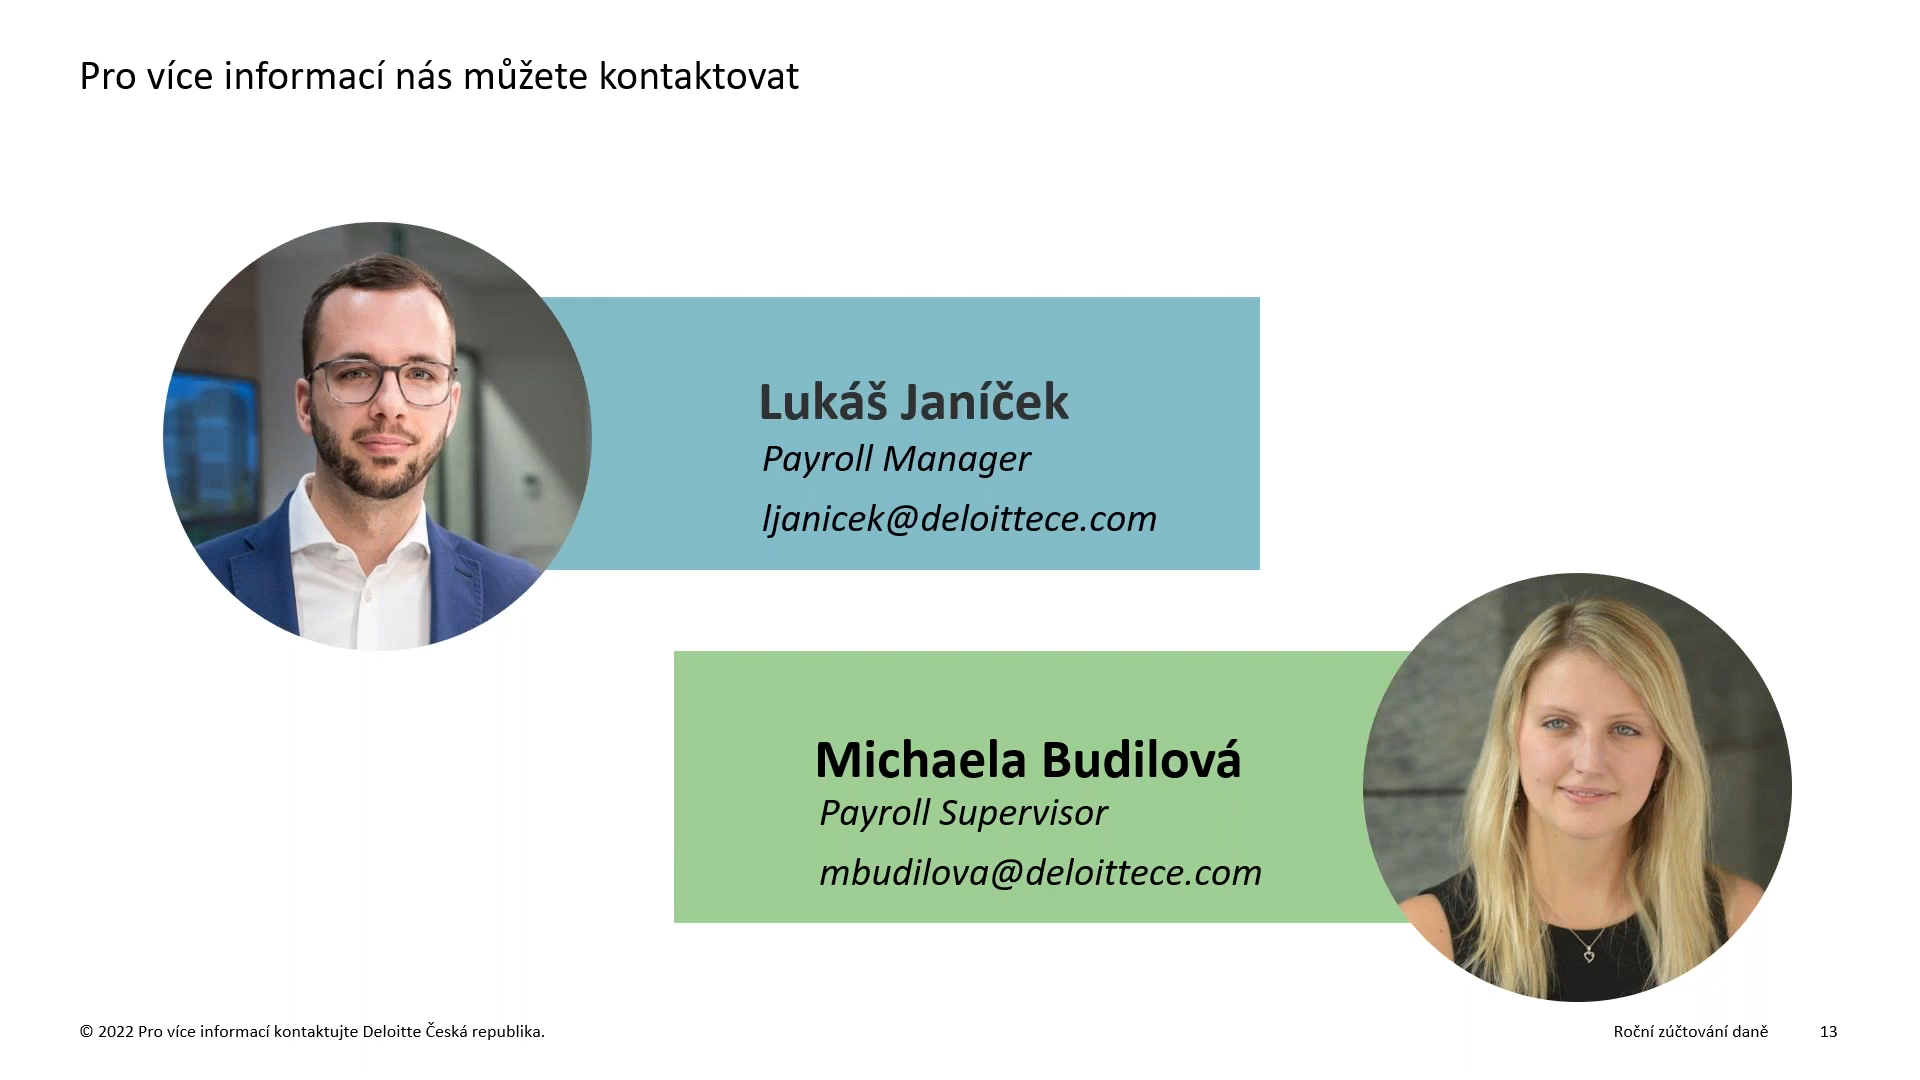 Pro více informací nás můžete kontaktovat
Lukáš Janíček
Payroll Manager
ljanicek@deloittece.com
Michaela Budilová
Payroll Supervisor
mbudilova@deloittece.com
© 2022 Pro více informací kontaktujte Deloitte Česká republika.
Roční zúčtování daně
13